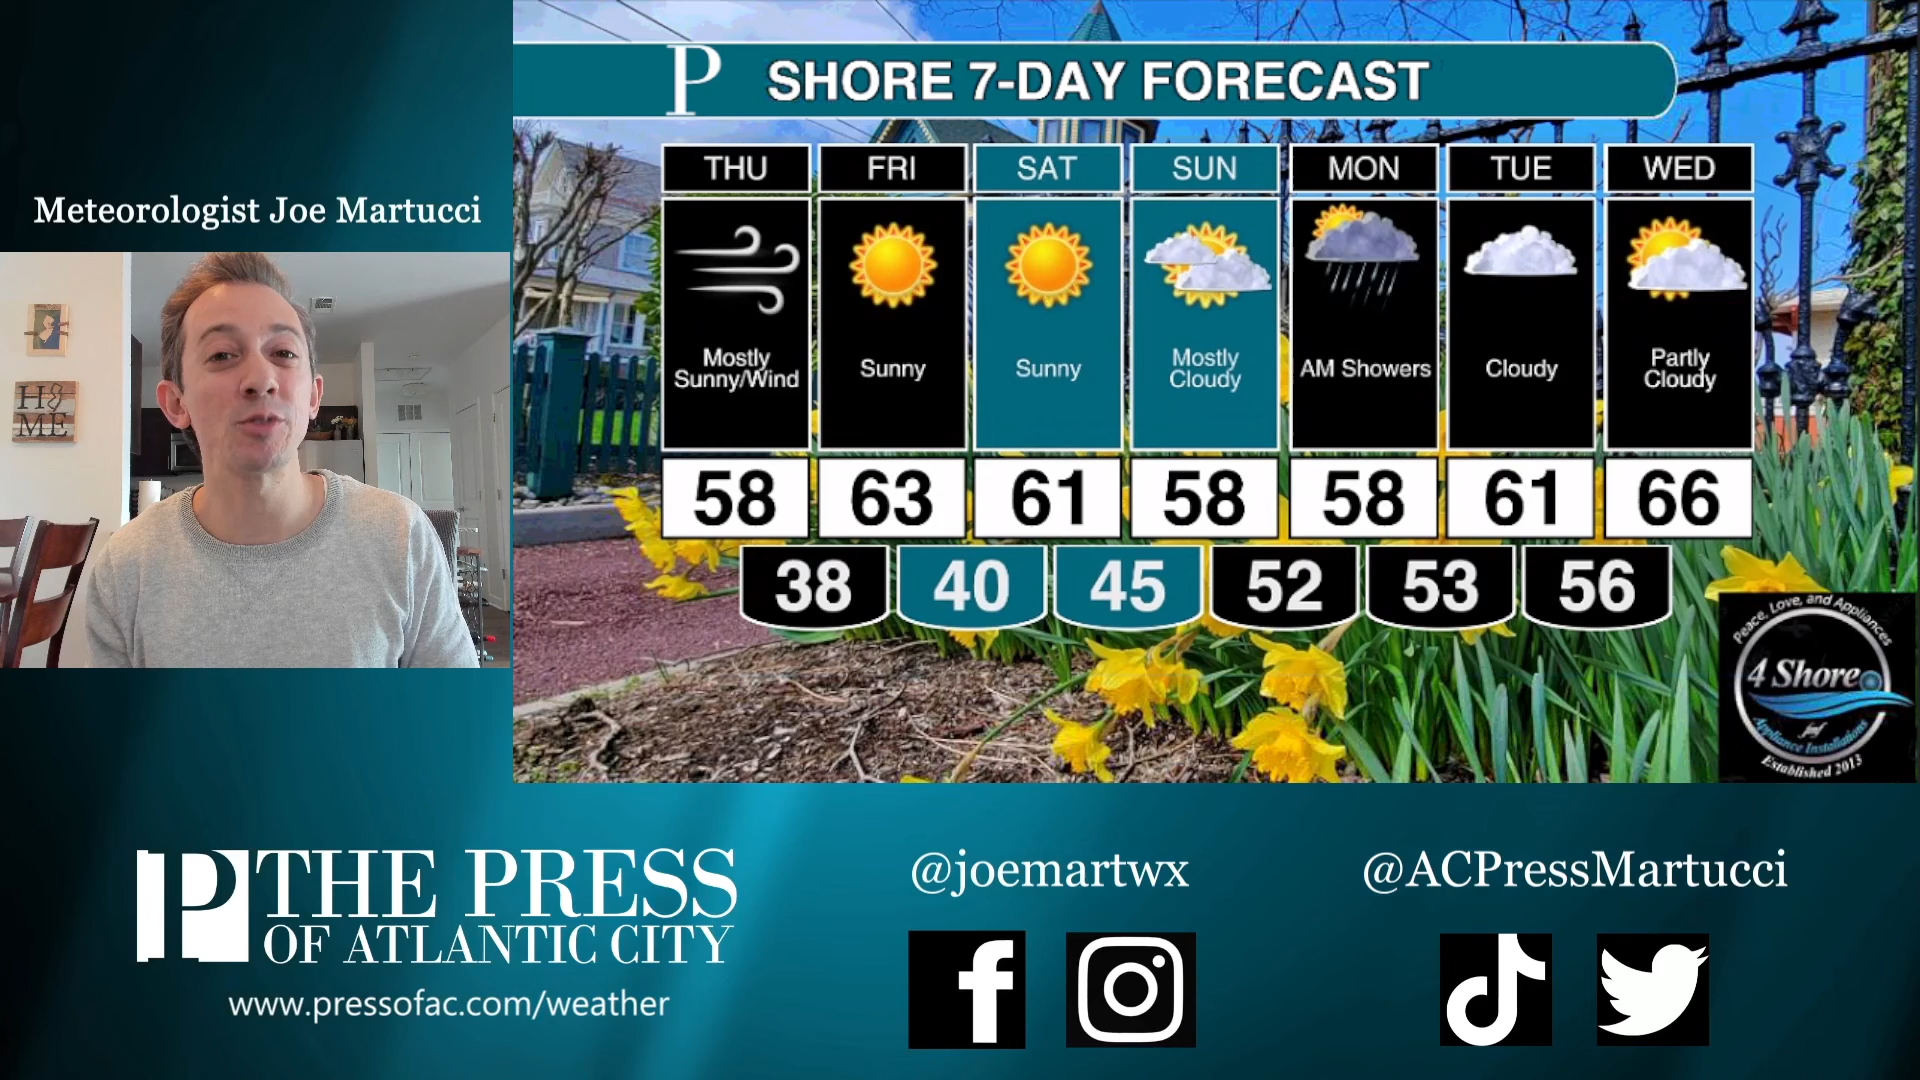 Meteorologist Joe Martucci
H
ME
P SHORE 7-DAY FORECAST
THU FRI SAT SUN MON TUE WED
Mostly Sunny Sunny Mostly AM Showers Cloudy Partly
Sunny/Wind Cloudy Cloudy
58 63 61 58 58 61 66
38 40 45 52 53 56
Peace, Love, and Appliances
4 Shore
Appliance Installations
Established 2013
P THE PRESS
OF ATLANTIC CITY
www.pressofac.com/weather
@joemartwx
@ACPressMartucci